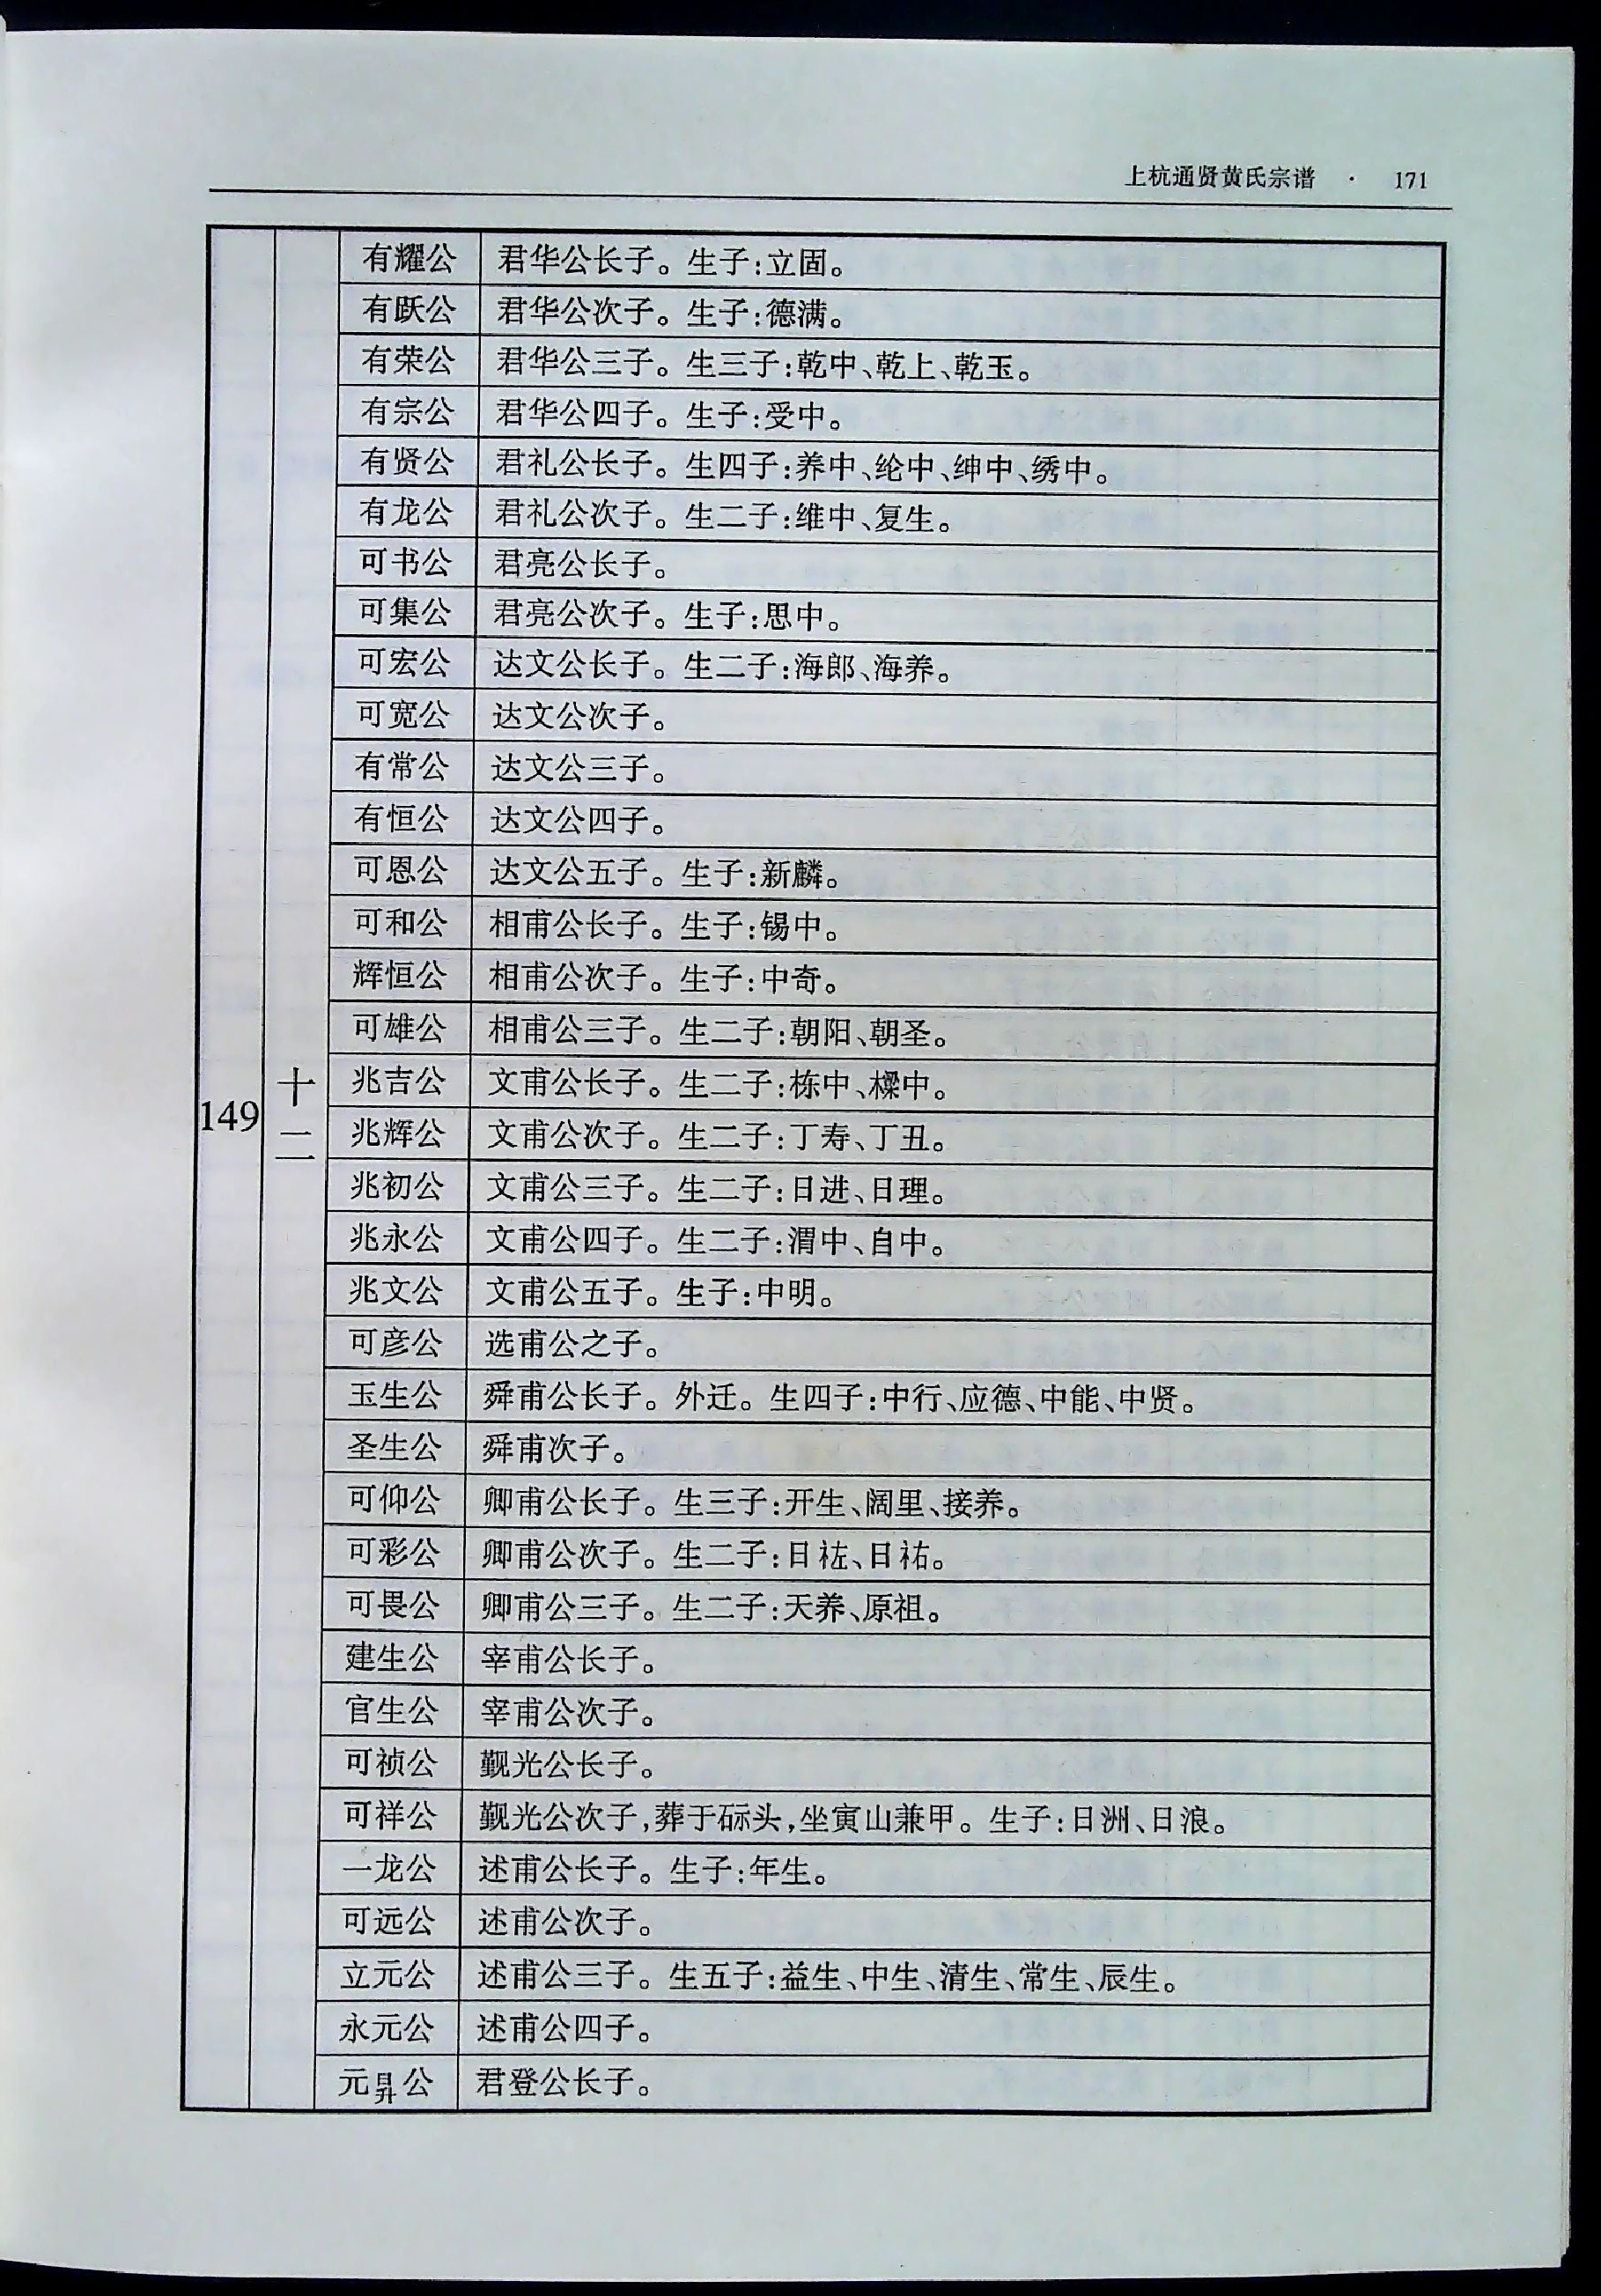 上杭通贤黄氏宗谱 · 171
149
十二
有耀公 君华公长子。生子:立固。
有跃公 君华公次子。生子:德满。
有荣公 君华公三子。生三子:乾中、乾上、乾玉。
有宗公 君华公四子。生子:受中。
有贤公 君礼公长子。生四子:养中、纶中、绅中、绣中。
有龙公 君礼公次子。生二子:维中、复生。
可书公 君亮公长子。
可集公 君亮公次子。生子:思中。
可宏公 达文公长子。生二子:海郎、海养。
可宽公 达文公次子。
有常公 达文公三子。
有恒公 达文公四子。
可恩公 达文公五子。生子:新麟。
可和公 相甫公长子。生子:锡中。
辉恒公 相甫公次子。生子:中奇。
可雄公 相甫公三子。生二子:朝阳、朝圣。
兆吉公 文甫公长子。生二子:栋中、樑中。
兆辉公 文甫公次子。生二子:丁寿、丁丑。
兆初公 文甫公三子。生二子:日进、日理。
兆永公 文甫公四子。生二子:渭中、自中。
兆文公 文甫公五子。生子:中明。
可彦公 选甫公之子。
玉生公 舜甫公长子。外迁。生四子:中行、应德、中能、中贤。
圣生公 舜甫次子。
可仰公 卿甫公长子。生三子:开生、阔里、接养。
可彩公 卿甫公次子。生二子:日祛、日祐。
可畏公 卿甫公三子。生二子:天养、原祖。
建生公 宰甫公长子。
官生公 宰甫公次子。
可祯公 觐光公长子。
可祥公 觐光公次子,葬于砀头,坐寅山兼甲。生子:日洲、日浪。
一龙公 述甫公长子。生子:年生。
可远公 述甫公次子。
立元公 述甫公三子。生五子:益生、中生、清生、常生、辰生。
永元公 述甫公四子。
元公 君登公长子。